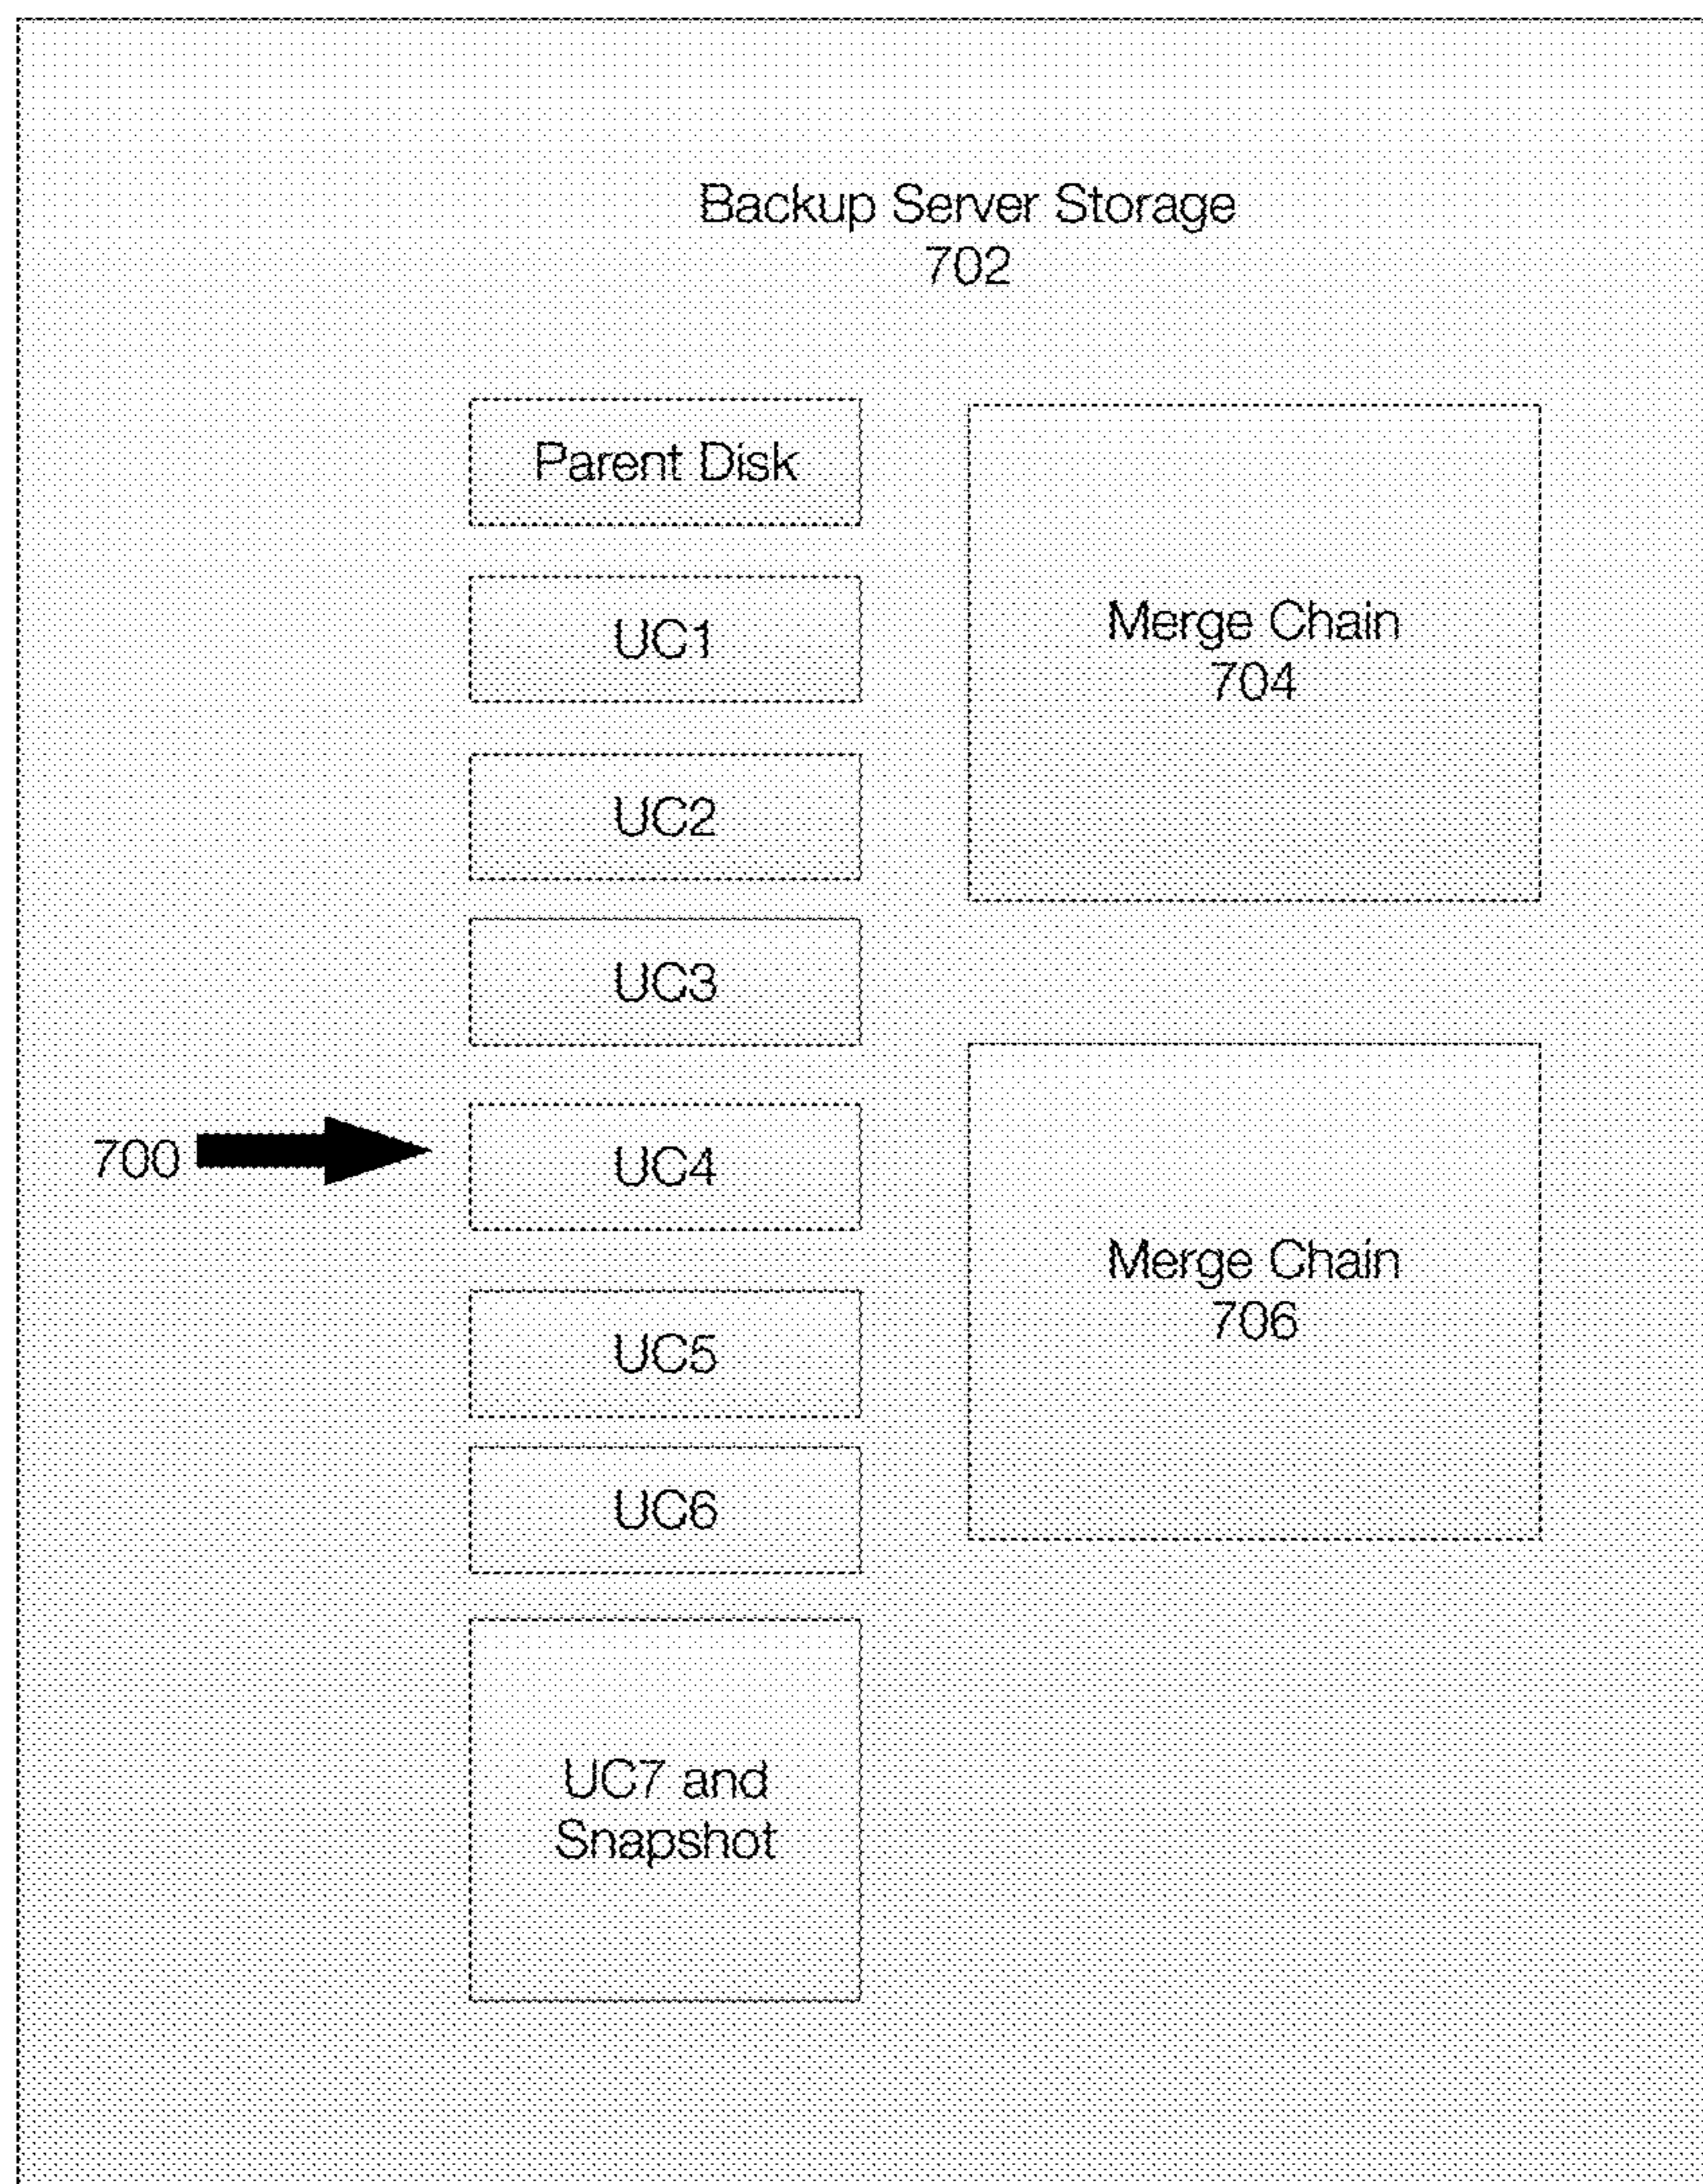 Backup Server Storage
702
Parent Disk
UC1
Merge Chain
704
UC2
UC3
700
UC4
Merge Chain
706
UC5
UC6
UC7 and
Snapshot